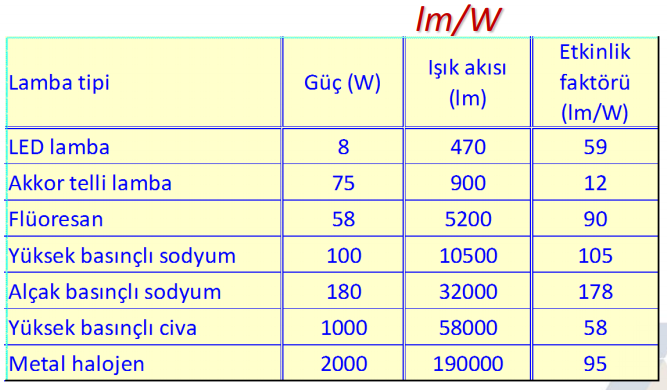 lm/W
Lamba tipi Güç (W) Işık akısı (lm) Etkinlik faktörü (lm/W)
LED lamba 8 470 59
Akkor telli lamba 75 900 12
Flüoresan 58 5200 90
Yüksek basınçlı sodyum 100 10500 105
Alçak basınçlı sodyum 180 32000 178
Yüksek basınçlı civa 1000 58000 58
Metal halojen 2000 190000 95